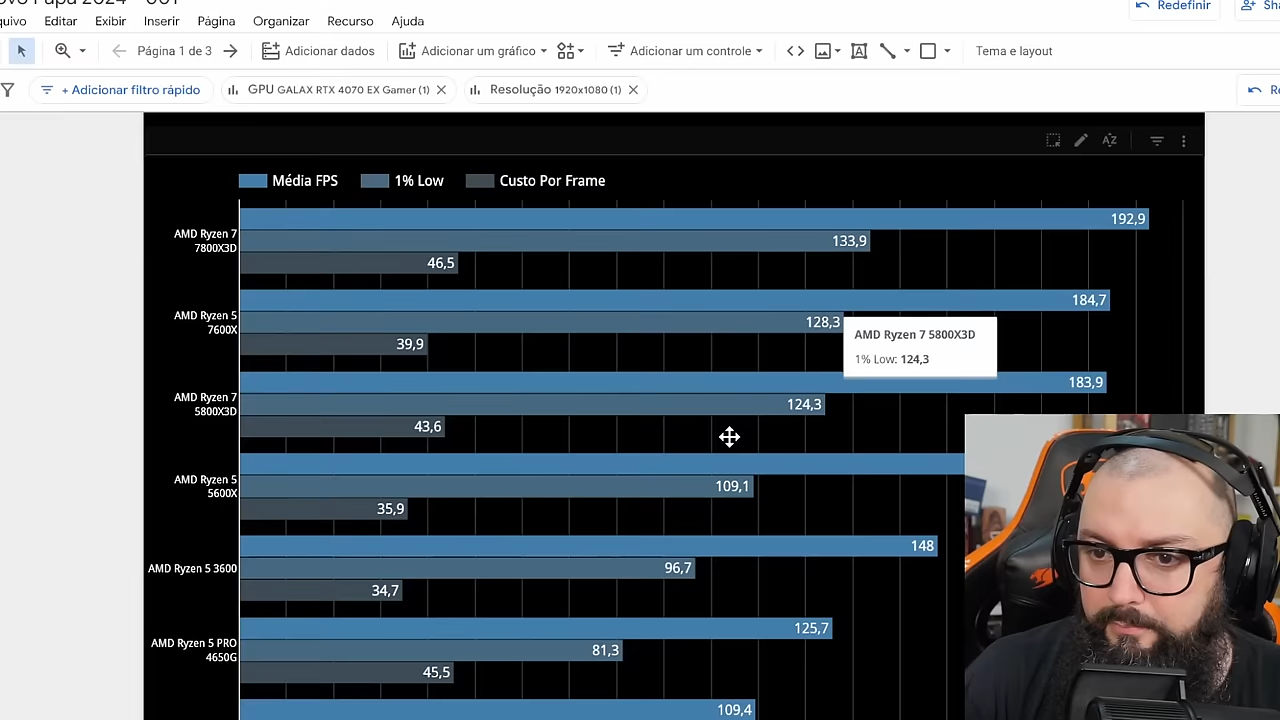 quivo Editar Exibir Inserir Página Organizar Recurso Ajuda
Redefinir
Página 1 de 3 Adicionar dados Adicionar um gráfico Adicionar um controle Tema e layout
+ Adicionar filtro rápido GPU GALAX RTX 4070 EX Gamer (1) Resolução 1920x1080 (1)
Média FPS 1% Low Custo Por Frame
192,9
AMD Ryzen 7
7800X3D
133,9
46,5
184,7
AMD Ryzen 5
7600X
128,3
39,9
AMD Ryzen 7 5800X3D
1% Low: 124,3
183,9
AMD Ryzen 7
5800X3D
124,3
43,6
AMD Ryzen 5
5600X
109,1
35,9
148
AMD Ryzen 5 3600
96,7
34,7
125,7
AMD Ryzen 5 PRO
4650G
81,3
45,5
109,4